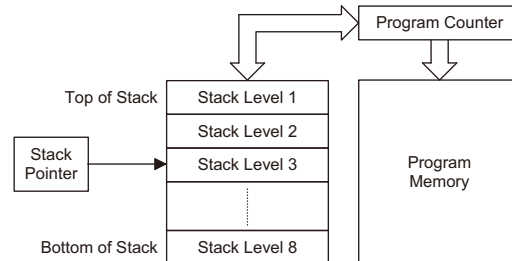 Program Counter
Top of Stack
Stack Level 1
Stack Level 2
Stack
Pointer
Stack Level 3
Program
Memory
Bottom of Stack
Stack Level 8